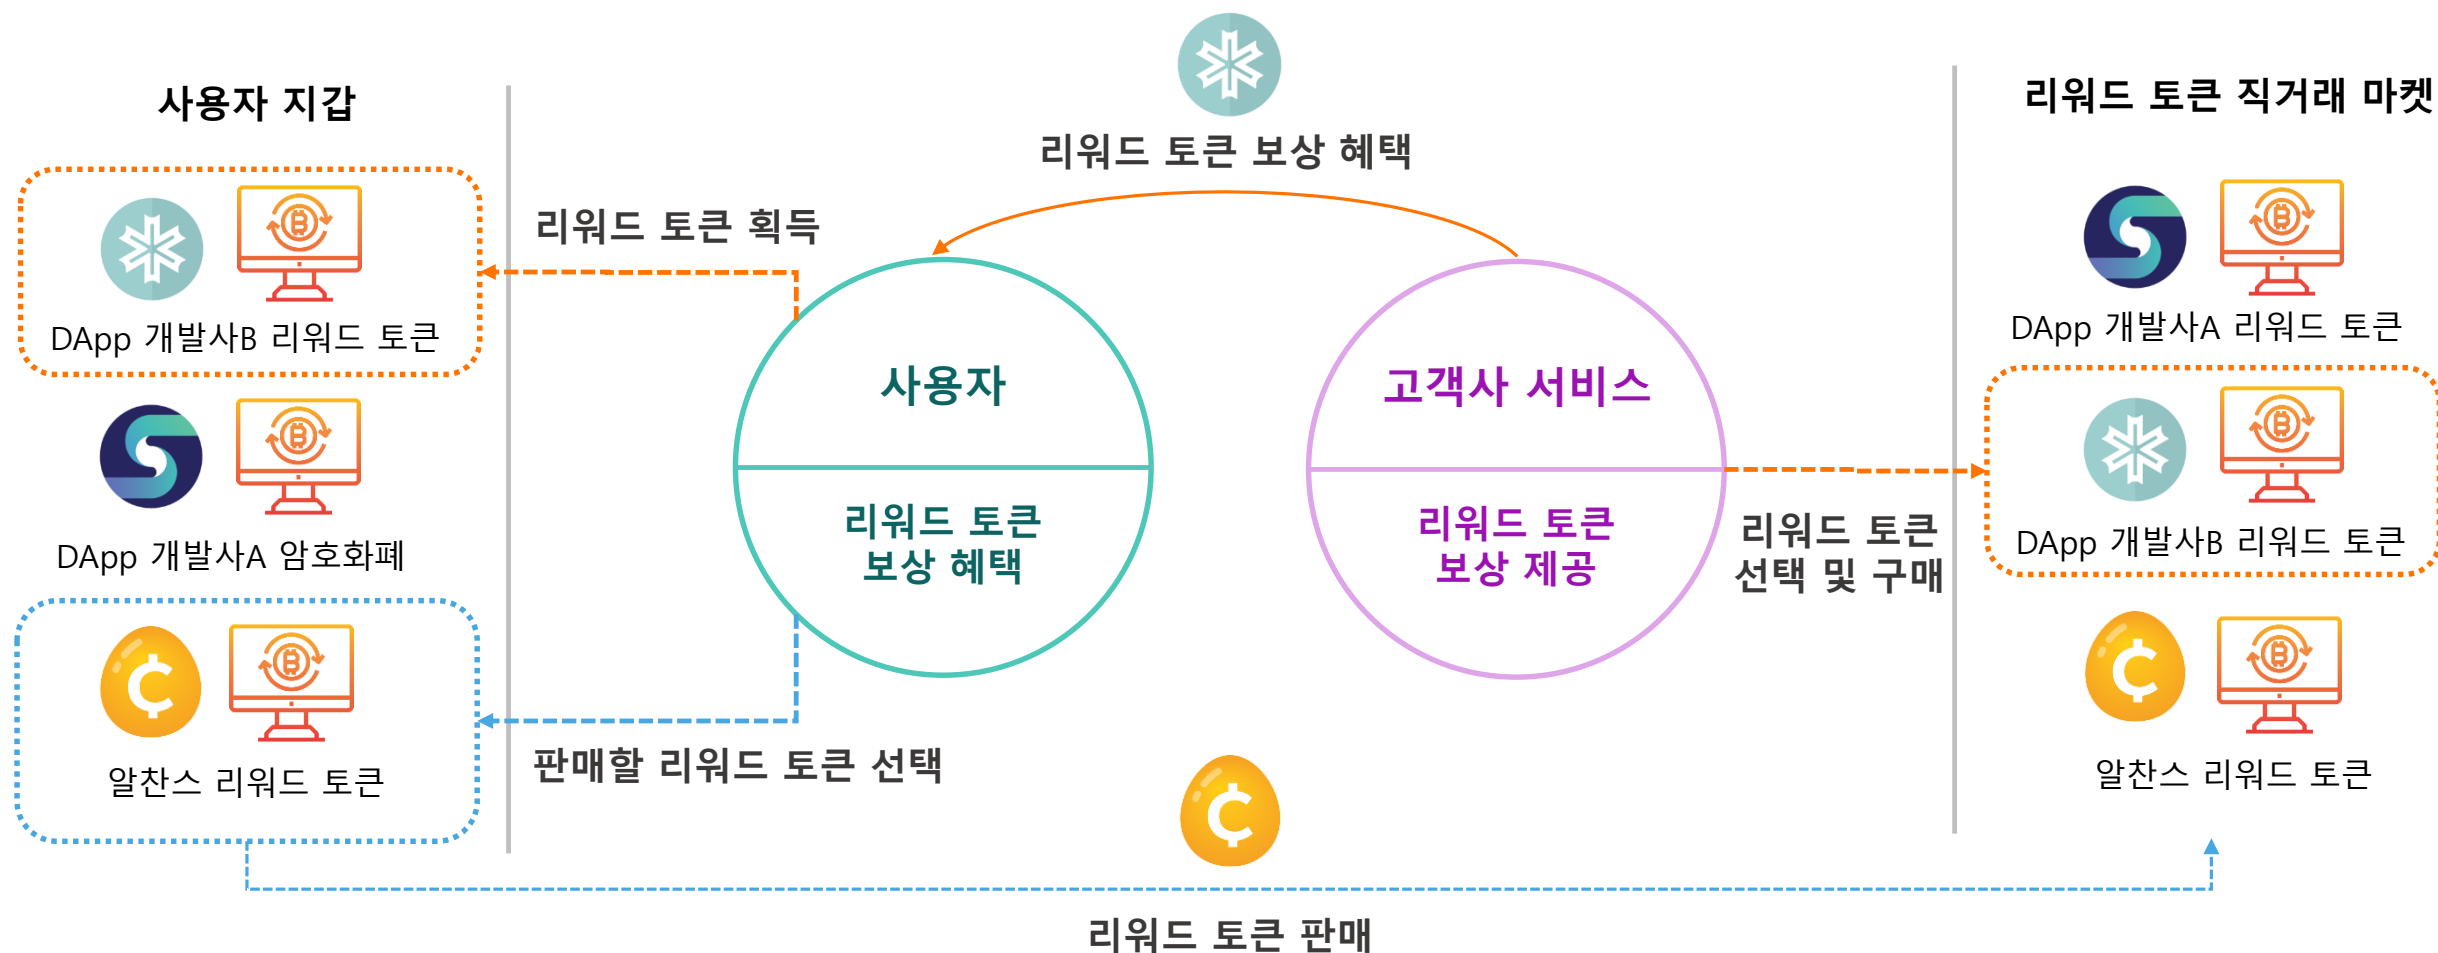 사용자 지갑
DApp 개발사B 리워드 토큰
DApp 개발사A 암호화폐
알찬스 리워드 토큰
리워드 토큰 획득
판매할 리워드 토큰 선택
리워드 토큰 보상 혜택
사용자
리워드 토큰
보상 혜택
고객사 서비스
리워드 토큰
보상 제공
리워드 토큰
선택 및 구매
리워드 토큰 판매
리워드 토큰 직거래 마켓
DApp 개발사A 리워드 토큰
DApp 개발사B 리워드 토큰
알찬스 리워드 토큰